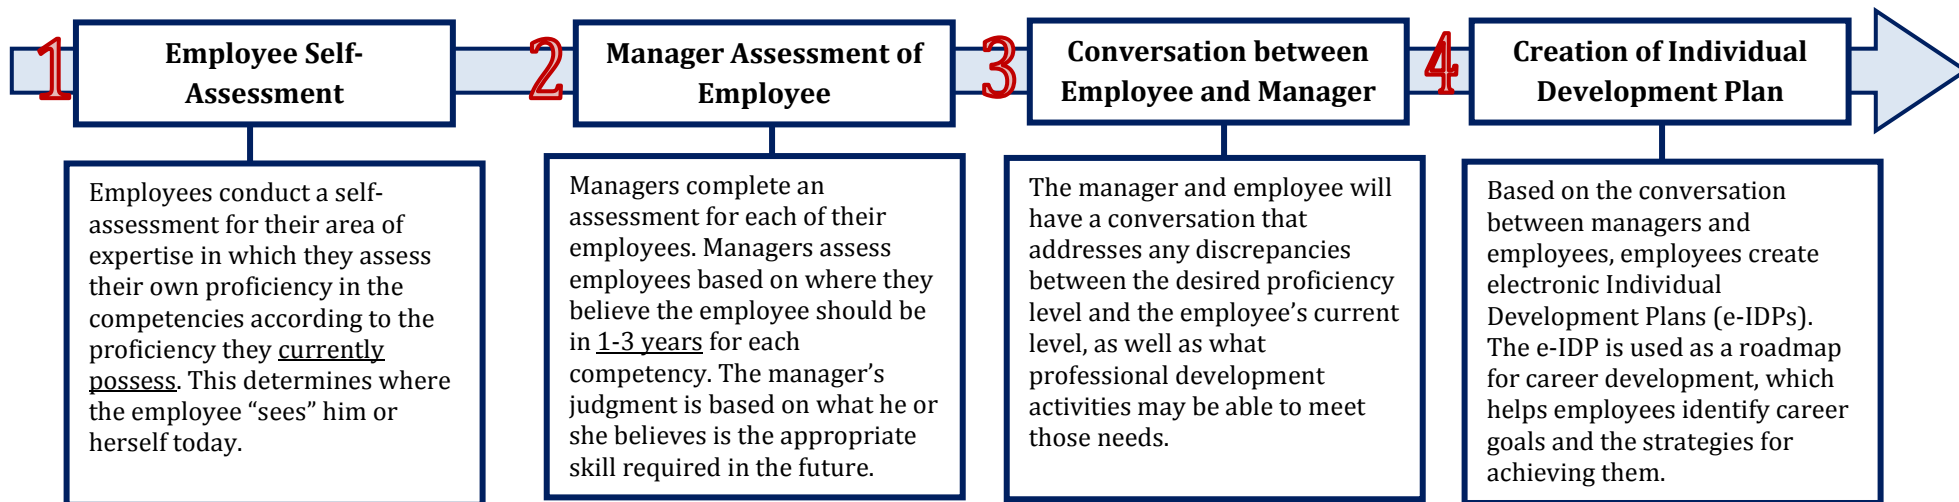 1
Employee Self-
Assessment
Employees conduct a self-
assessment for their area of
expertise in which they assess
their own proficiency in the
competencies according to the
proficiency they currently
possess. This determines where
the employee “sees” him or
herself today.
2
Manager Assessment of
Employee
Managers complete an
assessment for each of their
employees. Managers assess
employees based on where they
believe the employee should be
in 1-3 years for each
competency. The manager’s
judgment is based on what he or
she believes is the appropriate
skill required in the future.
3
Conversation between
Employee and Manager
The manager and employee will
have a conversation that
addresses any discrepancies
between the desired proficiency
level and the employee’s current
level, as well as what
professional development
activities may be able to meet
those needs.
4
Creation of Individual
Development Plan
Based on the conversation
between managers and
employees, employees create
electronic Individual
Development Plans (e-IDPs).
The e-IDP is used as a roadmap
for career development, which
helps employees identify career
goals and the strategies for
achieving them.